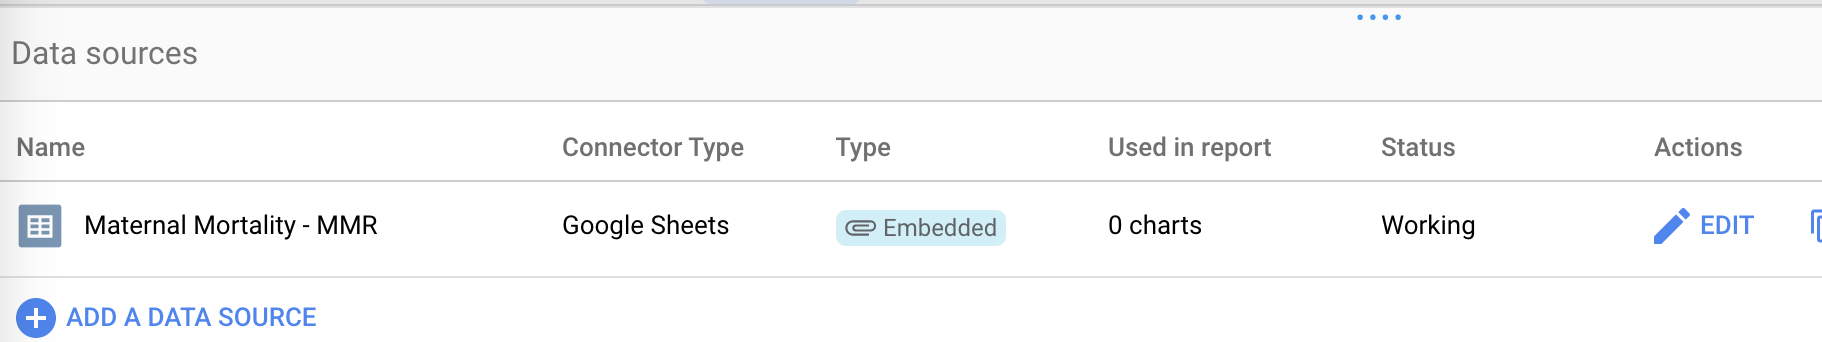 Data sources
Name Connector Type Type Used in report Status Actions
Maternal Mortality - MMR Google Sheets Embedded 0 charts Working EDIT
ADD A DATA SOURCE